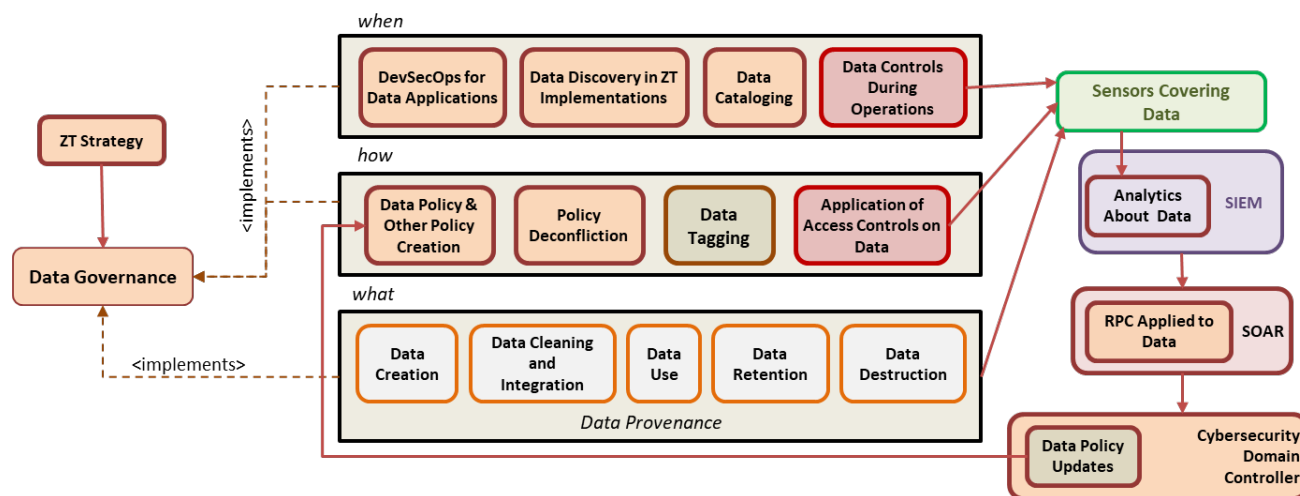 when
DevSecOps for
Data Applications
Data Discovery in ZT
Implementations
Data
Cataloging
Data Controls
During
Operations
Sensors Covering
Data
ZT Strategy
<implements>
how
Data Policy &
Other Policy
Creation
Policy
Deconfliction
Data
Tagging
Application of
Access Controls on
Data
Analytics
About Data
SIEM
Data Governance
what
<implements>
Data
Creation
Data Cleaning
and
Integration
Data
Use
Data
Retention
Data
Destruction
Data Provenance
RPC Applied to
Data
SOAR
Data Policy
Updates
Cybersecurity
Domain
Controller